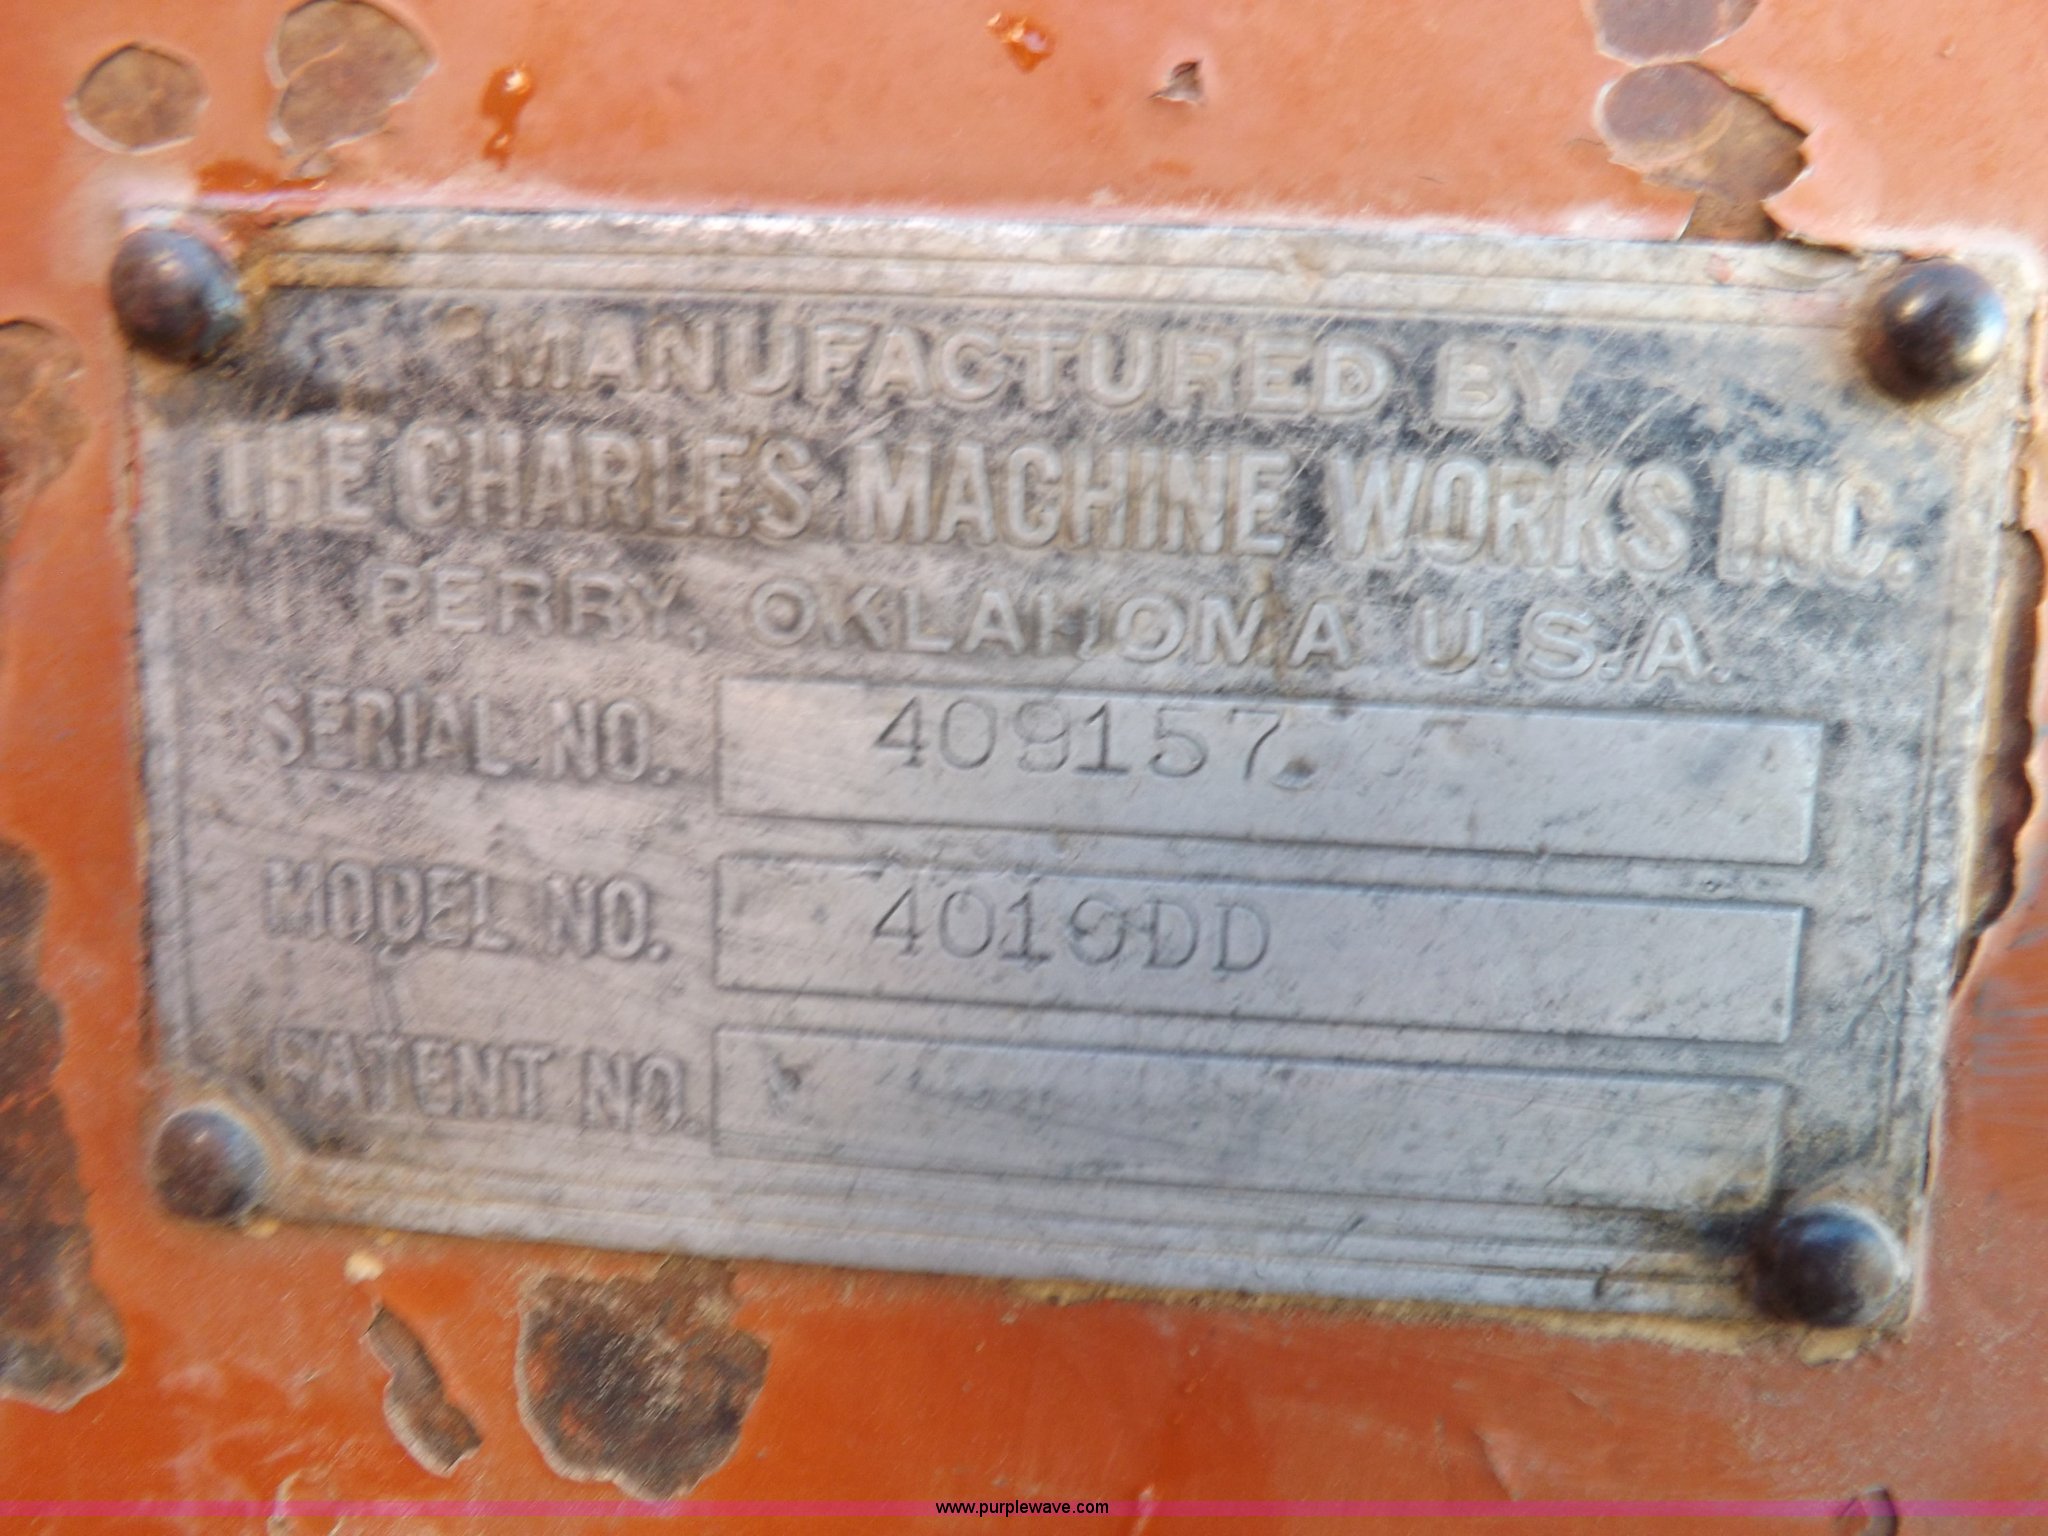 MANUFACTURED BY
THE CHARLES MACHINE WORKS INC.
PERRY, OKLAHOMA U.S.A.
SERIAL NO. 409157
MODEL NO. 4010DD
PATENT NO.
www.purplewave.com